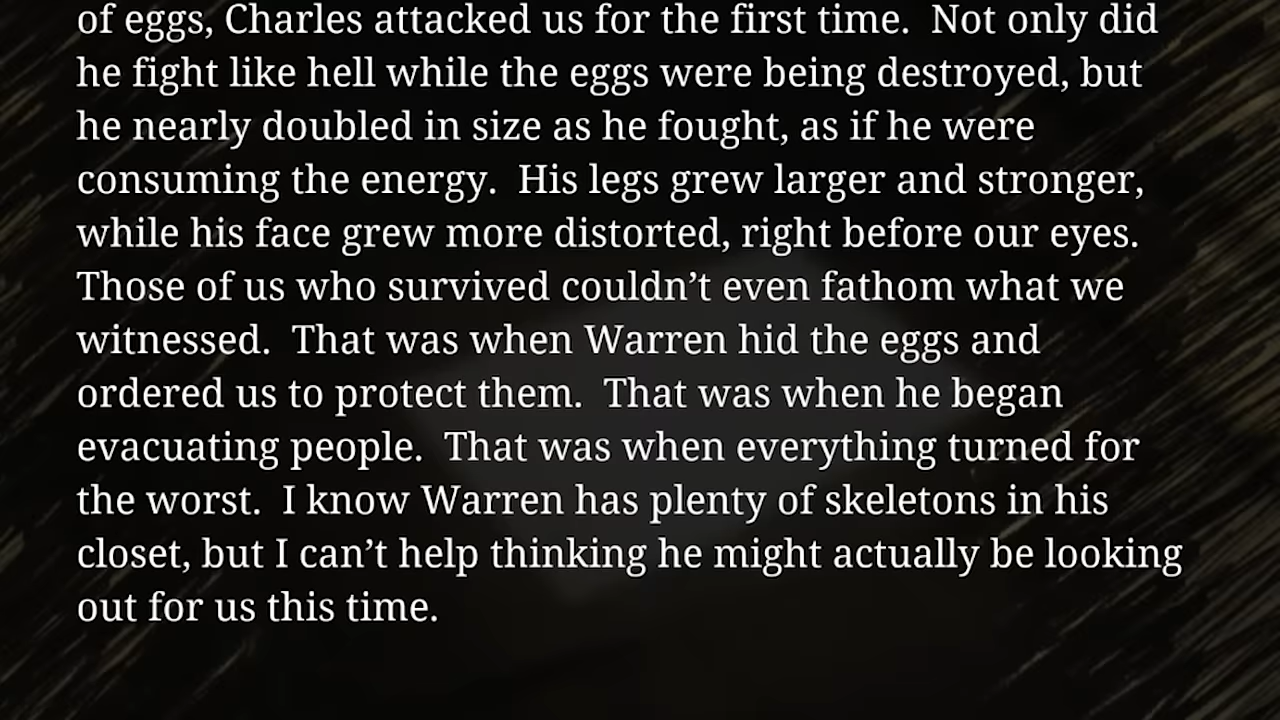 of eggs, Charles attacked us for the first time.  Not only did
he fight like hell while the eggs were being destroyed, but
he nearly doubled in size as he fought, as if he were
consuming the energy.  His legs grew larger and stronger,
while his face grew more distorted, right before our eyes.
Those of us who survived couldn’t even fathom what we
witnessed.  That was when Warren hid the eggs and
ordered us to protect them.  That was when he began
evacuating people.  That was when everything turned for
the worst.  I know Warren has plenty of skeletons in his
closet, but I can’t help thinking he might actually be looking
out for us this time.